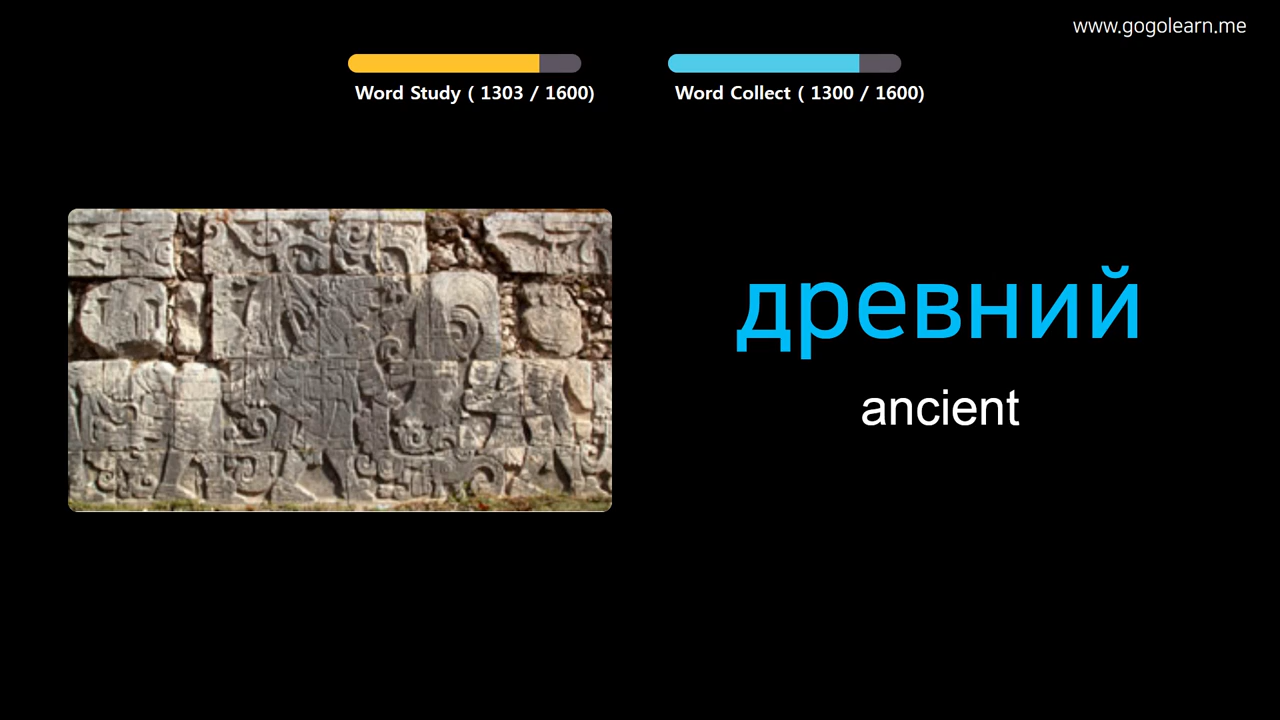 www.gogolearn.me
Word Study ( 1303 / 1600)
Word Collect ( 1300 / 1600)
древний
ancient